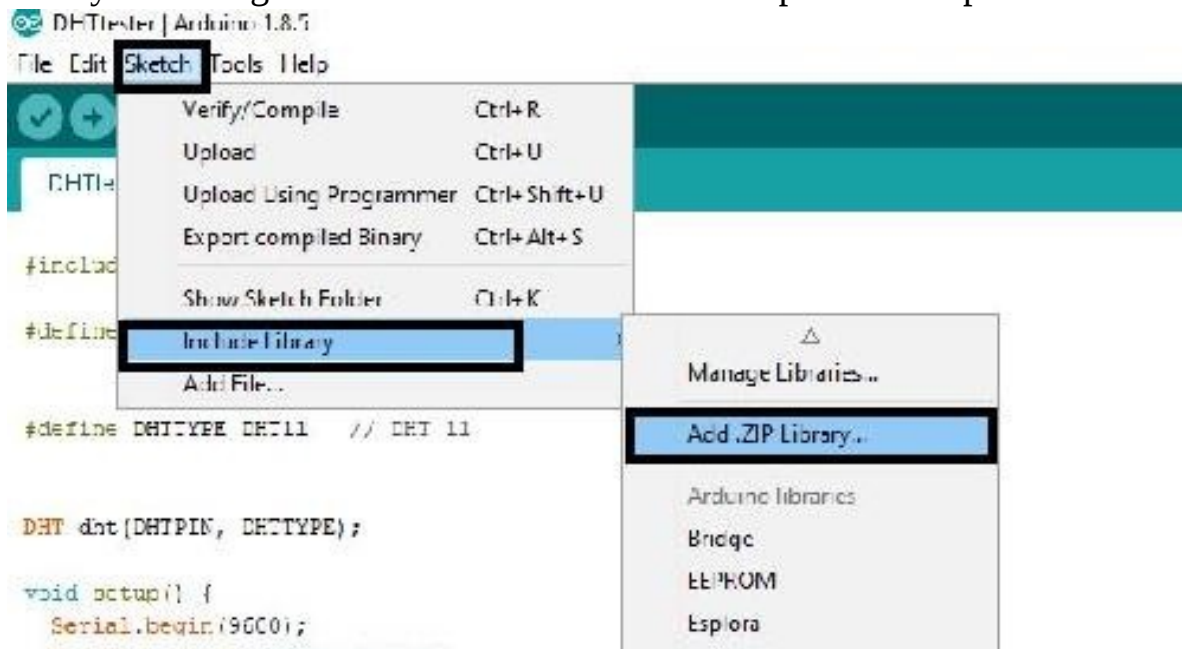 DHTtester | Arduino 1.8.5
File Edit Sketch Tools Help
Verify/Compile Ctrl+R
Upload Ctrl+U
DHTte
Upload Using Programmer Ctrl+Shift+U
Export compiled Binary Ctrl+Alt+S
#includ
Show Sketch Folder Ctrl+K
#define
Include Library
Add File...
Manage Libraries...
#define DHTTYPE DHT11 // DHT 11
Add .ZIP Library...
Arduino libraries
DHT dht(DHTPIN, DHTTYPE);
Bridge
EEPROM
void setup() {
Serial.begin(9600);
Esplora